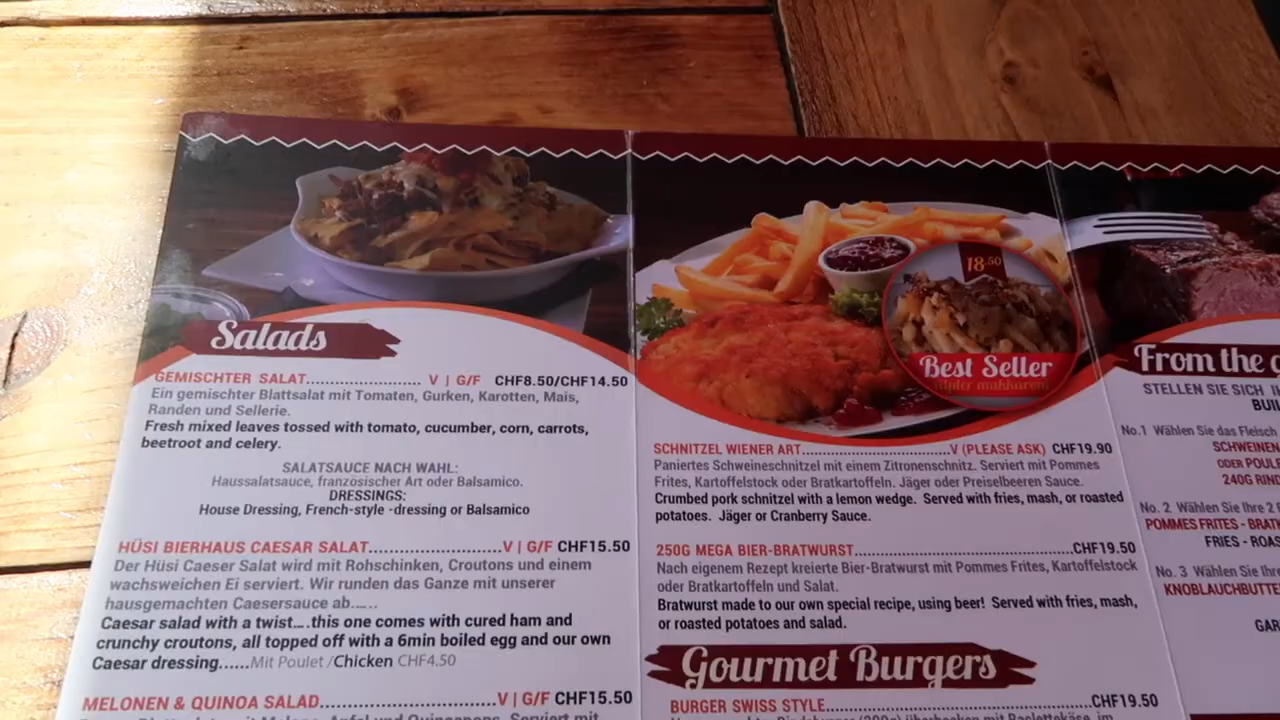 Salads
GEMISCHTER SALAT........................ V | G/F CHF8.50/CHF14.50
Ein gemischter Blattsalat mit Tomaten, Gurken, Karotten, Mais,
Randen und Sellerie.
Fresh mixed leaves tossed with tomato, cucumber, corn, carrots,
beetroot and celery.
SALATSAUCE NACH WAHL:
Haussalatsauce, französischer Art oder Balsamico.
DRESSINGS:
House Dressing, French-style -dressing or Balsamico
HÜSI BIERHAUS CAESAR SALAT........................V | G/F CHF15.50
Der Hüsi Caeser Salat wird mit Rohschinken, Croutons und einem
wachsweichen Ei serviert. Wir runden das Ganze mit unserer
hausgemachten Caesersauce ab......
Caesar salad with a twist....this one comes with cured ham and
crunchy croutons, all topped off with a 6min boiled egg and our own
Caesar dressing......Mit Poulet /Chicken CHF4.50
MELONEN & QUINOA SALAD................................V | G/F CHF15.50
18.50
Best Seller
SCHNITZEL WIENER ART..............................V (PLEASE ASK) CHF19.90
Paniertes Schweineschnitzel mit einem Zitronenschnitz. Serviert mit Pommes
Frites, Kartoffelstock oder Bratkartoffeln. Jäger oder Preiselbeeren Sauce.
Crumbed pork schnitzel with a lemon wedge. Served with fries, mash, or roasted
potatoes. Jäger or Cranberry Sauce.
250G MEGA BIER-BRATWURST..............................................CHF19.50
Nach eigenem Rezept kreierte Bier-Bratwurst mit Pommes Frites, Kartoffelstock
oder Bratkartoffeln und Salat.
Bratwurst made to our own special recipe, using beer! Served with fries, mash,
or roasted potatoes and salad.
Gourmet Burgers
BURGER SWISS STYLE........................................................CHF19.50
From the
STELLEN SIE SICH
No.1 Wählen Sie das Fleisch
SCHWEINEN
ODER POULE
240G RIND
No. 2 Wählen Sie Ihre 2
POMMES FRITES - BRAT
FRIES - ROAS
No. 3 Wählen Sie Ihre
KNOBLAUCHBUTTE
GAR